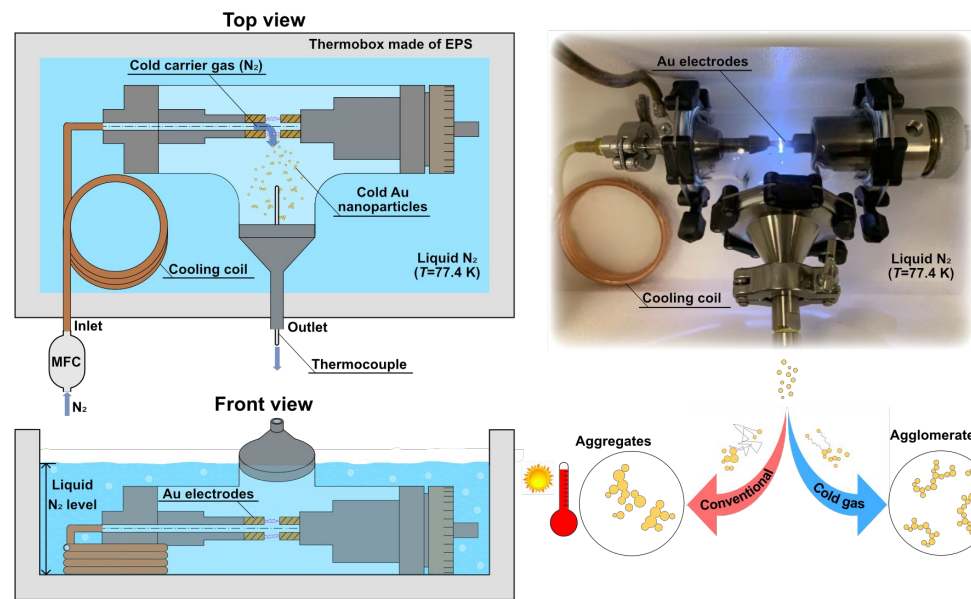 Top view
Thermobox made of EPS
Cold carrier gas (N₂)
Cold Au
nanoparticles
Cooling coil
Liquid N₂
(T=77.4 K)
Inlet
Outlet
MFC
Thermocouple
N₂
Front view
Liquid
N₂ level
Au electrodes
Au electrodes
Liquid N₂
(T=77.4 K)
Cooling coil
Aggregates
Agglomerate
Conventional
Cold gas